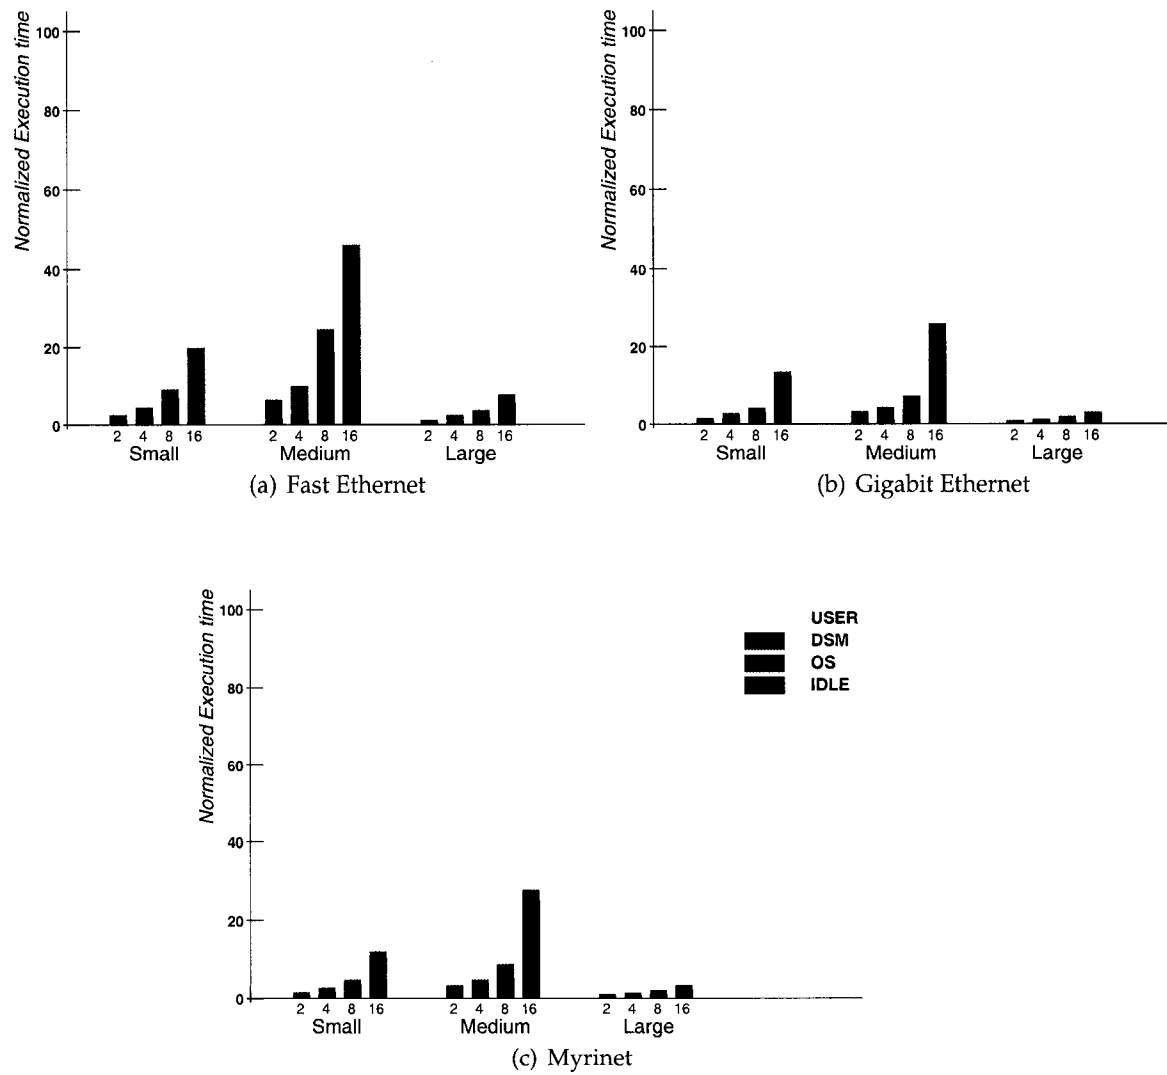 Normalized Execution time
100
80
60
40
20
0
2 4 8 16 2 4 8 16 2 4 8 16
Small Medium Large
(a) Fast Ethernet
Normalized Execution time
100
80
60
40
20
0
2 4 8 16 2 4 8 16 2 4 8 16
Small Medium Large
(b) Gigabit Ethernet
Normalized Execution time
100
80
60
40
20
0
2 4 8 16 2 4 8 16 2 4 8 16
Small Medium Large
USER
DSM
OS
IDLE
(c) Myrinet